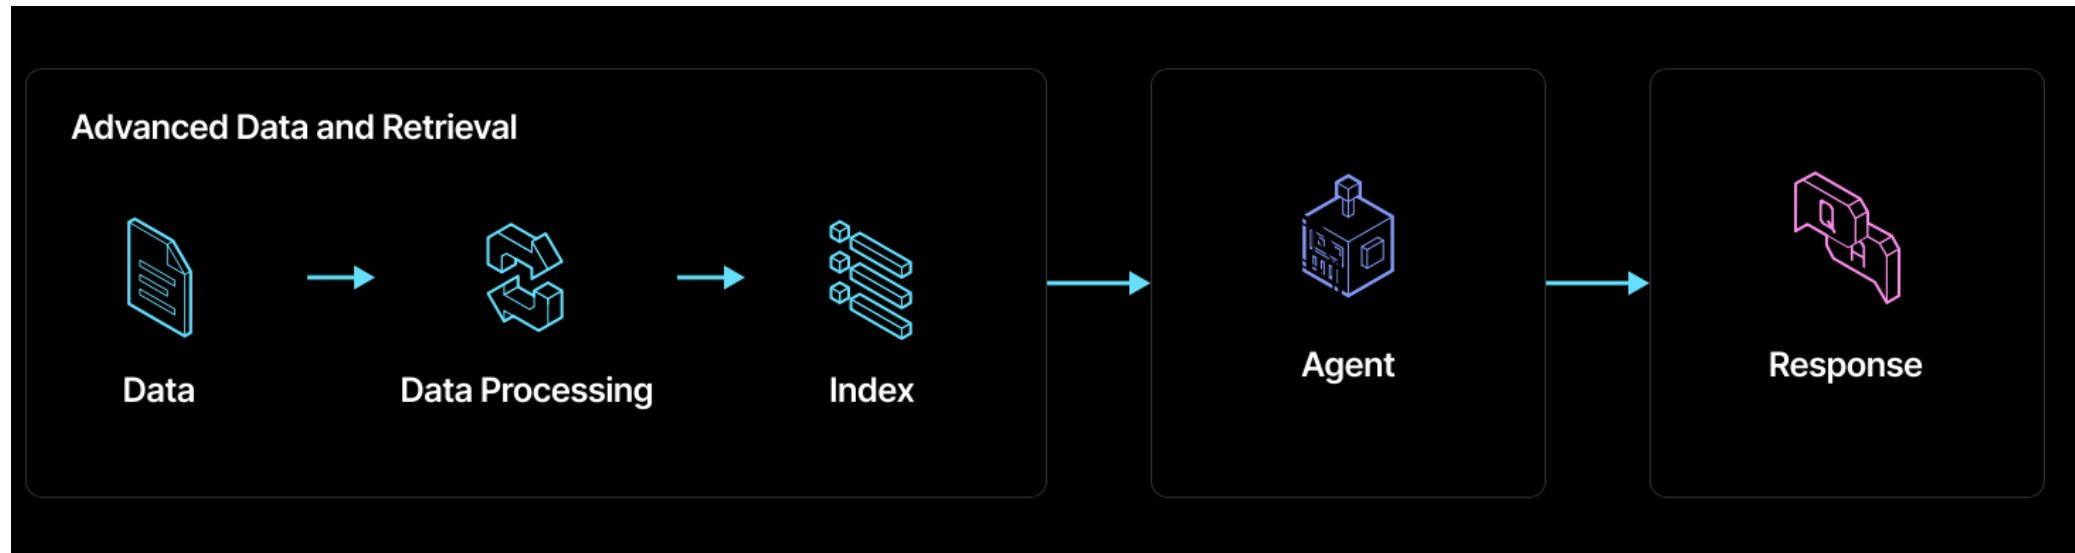 Advanced Data and Retrieval
Data
Data Processing
Index
Agent
Response
Q
A